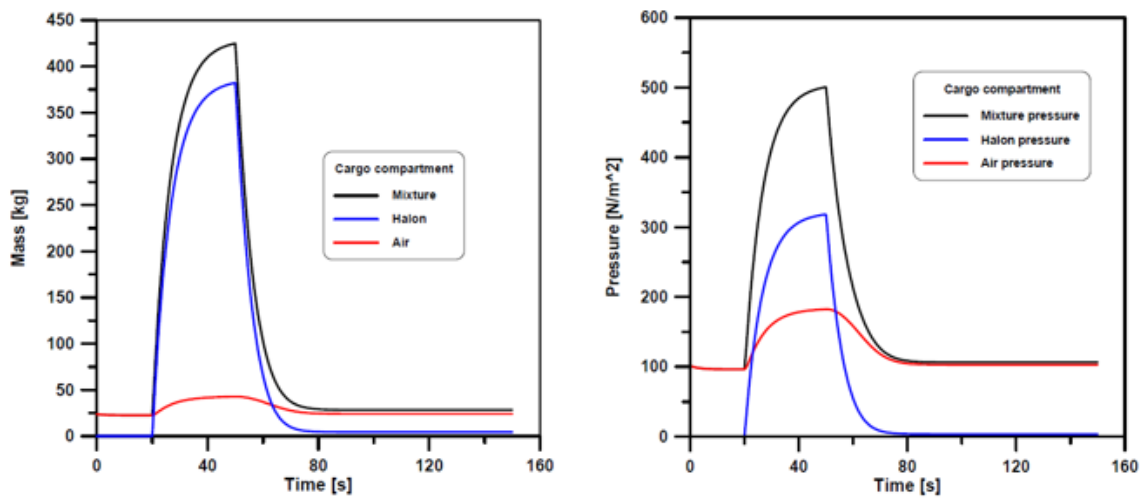 450
400
350
300
250
200
150
100
50
0
Mass [kg]
Cargo compartment
Mixture
Halon
Air
0 40 80 120 160
Time [s]
600
500
400
300
200
100
0
Pressure [N/m^2]
Cargo compartment
Mixture pressure
Halon pressure
Air pressure
0 40 80 120 160
Time [s]